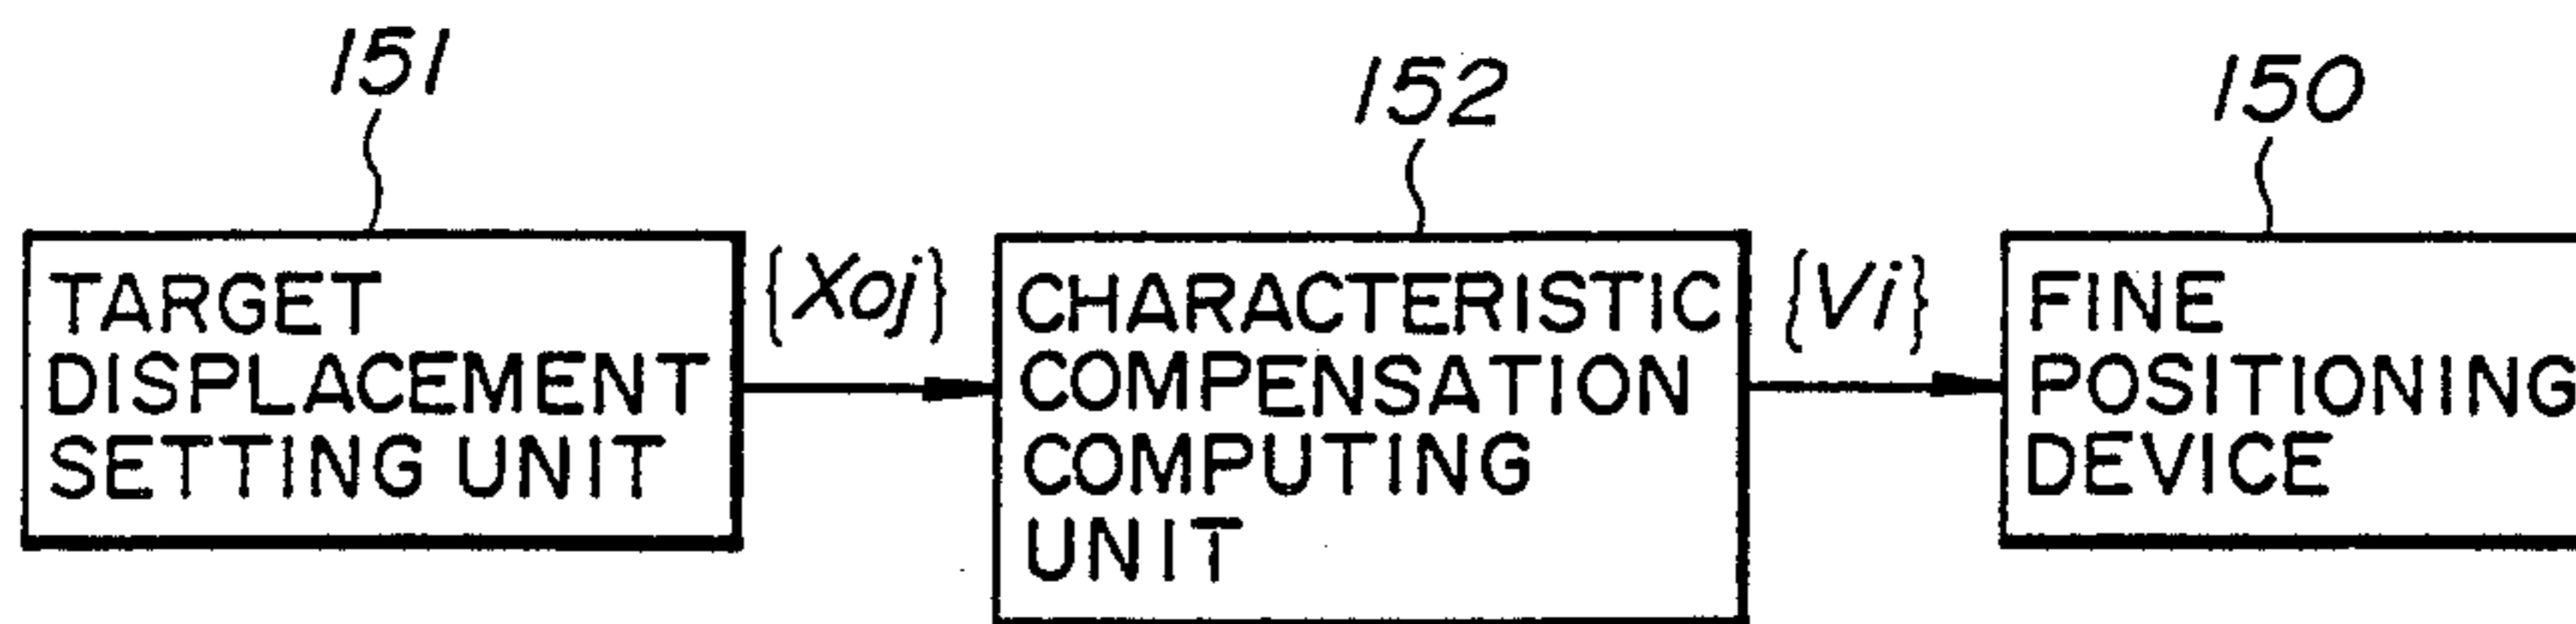 151
152
150
TARGET
DISPLACEMENT
SETTING UNIT
{Xoj}
CHARACTERISTIC
COMPENSATION
COMPUTING
UNIT
{Vi}
FINE
POSITIONING
DEVICE